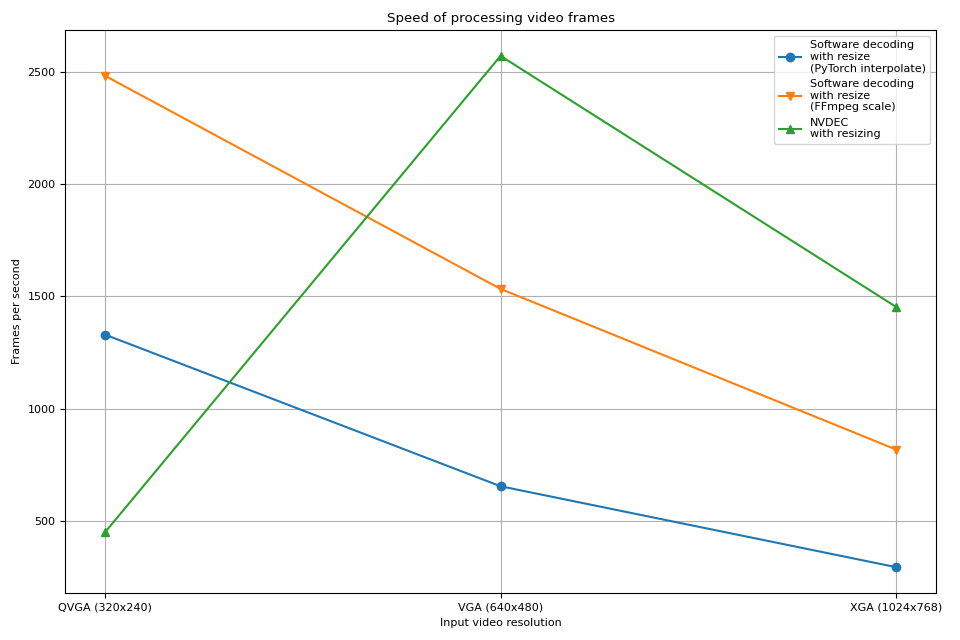 Speed of processing video frames
Software decoding
with resize
(PyTorch interpolate)
Software decoding
with resize
(FFmpeg scale)
NVDEC
with resizing
Frames per second
2500
2000
1500
1000
500
QVGA (320x240)
VGA (640x480)
XGA (1024x768)
Input video resolution